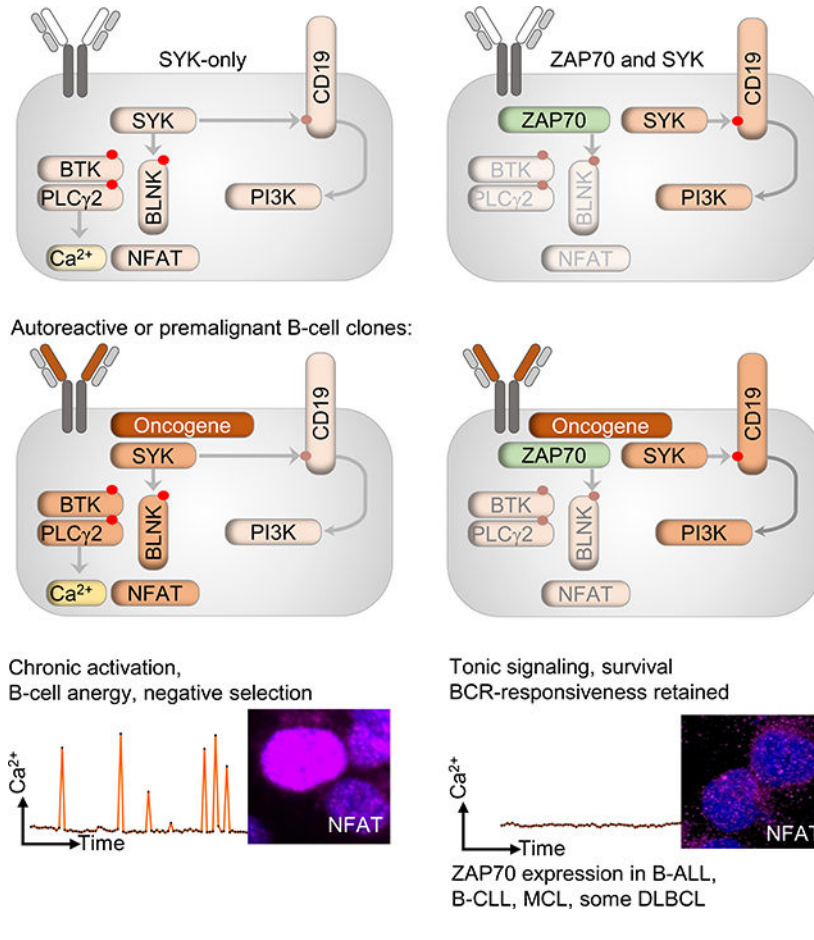 SYK-only
CD19
SYK
BTK
PLCγ2
BLNK
PI3K
Ca²⁺
NFAT
ZAP70 and SYK
CD19
ZAP70
SYK
BTK
PLCγ2
BLNK
PI3K
NFAT
Autoreactive or premalignant B-cell clones:
CD19
Oncogene
SYK
BTK
PLCγ2
BLNK
PI3K
Ca²⁺
NFAT
CD19
Oncogene
ZAP70
SYK
BTK
PLCγ2
BLNK
PI3K
NFAT
Chronic activation,
B-cell anergy, negative selection
Ca²⁺
Time
NFAT
Tonic signaling, survival
BCR-responsiveness retained
Ca²⁺
Time
NFAT
ZAP70 expression in B-ALL,
B-CLL, MCL, some DLBCL